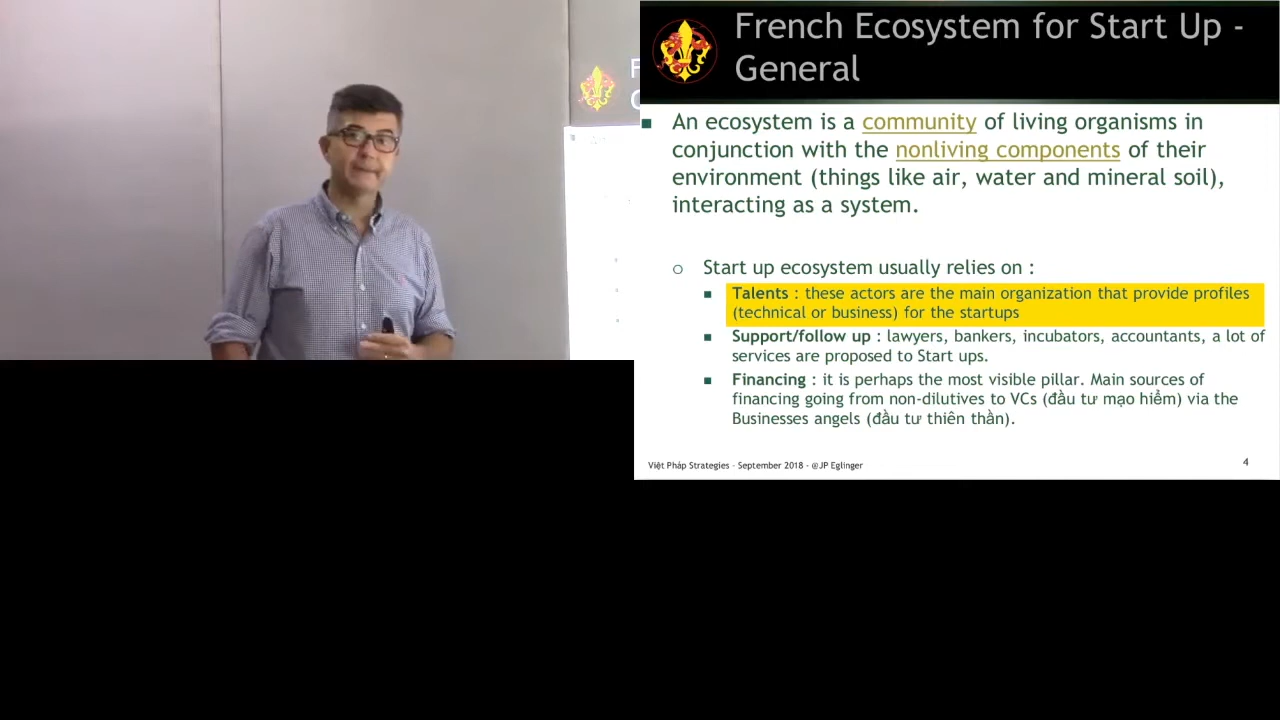 French Ecosystem for Start Up -
General
An ecosystem is a community of living organisms in
conjunction with the nonliving components of their
environment (things like air, water and mineral soil),
interacting as a system.
Start up ecosystem usually relies on :
Talents : these actors are the main organization that provide profiles
(technical or business) for the startups
Support/follow up : lawyers, bankers, incubators, accountants, a lot of
services are proposed to Start ups.
Financing : it is perhaps the most visible pillar. Main sources of
financing going from non-dilutives to VCs (đầu tư mạo hiểm) via the
Businesses angels (đầu tư thiên thần).
Việt Pháp Strategies - September 2018 - @JP Eglinger
4